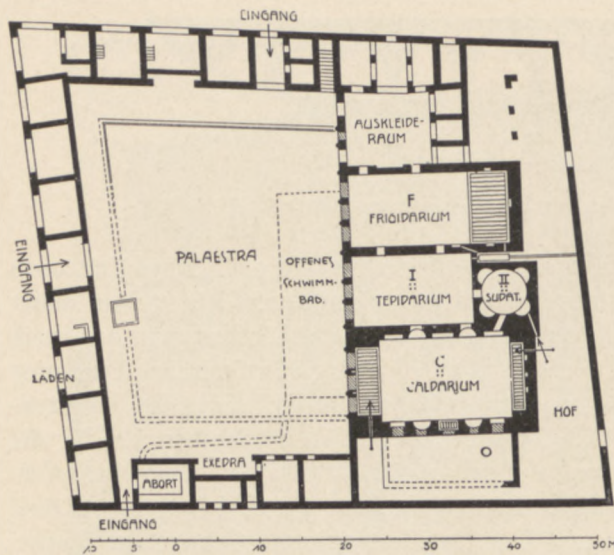 EINGANG
AUSKLEIDE-
RAUM
F
FRIGIDARIUM
PALAESTRA
OFFENES
SCHWIMM-
BAD.
EINGANG
I
TEPIDARIUM
II
SUDAT.
LÄDEN
C
CALDARIUM
HOF
EXEDRA
ABORT
EINGANG
5 0 10 20 30 40 50 M